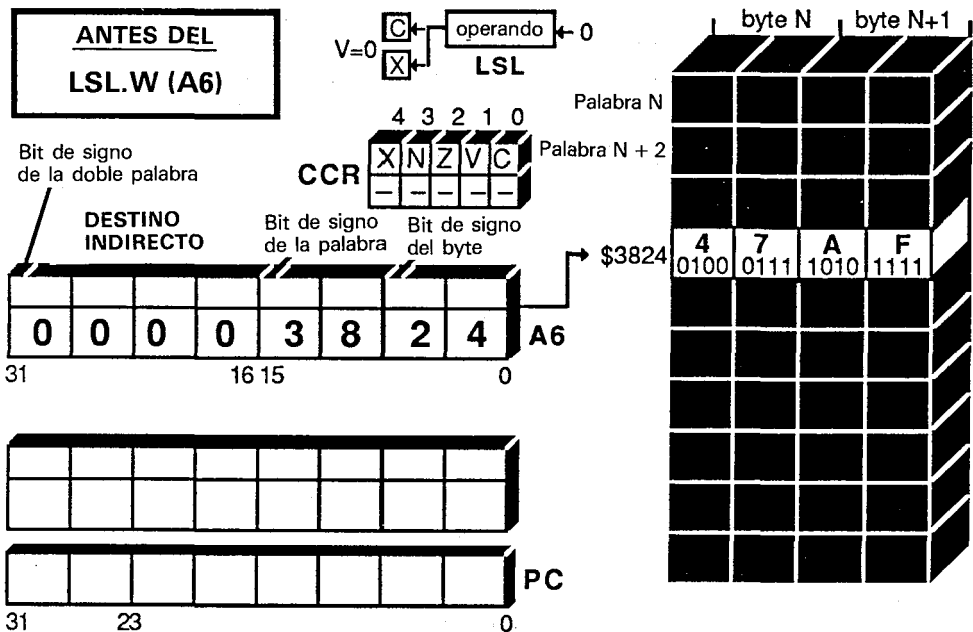 ANTES DEL
LSL.W (A6)
V=0
C
X
operando
0
LSL
4 3 2 1 0
CCR
X N Z V C
– – – – –
Bit de signo
de la doble palabra
DESTINO
INDIRECTO
Bit de signo
de la palabra
Bit de signo
del byte
0 0 0 0 3 8 2 4
A6
31 16 15 0
PC
31 23 0
byte N byte N+1
Palabra N
Palabra N + 2
$3824
4 7 A F
0100 0111 1010 1111